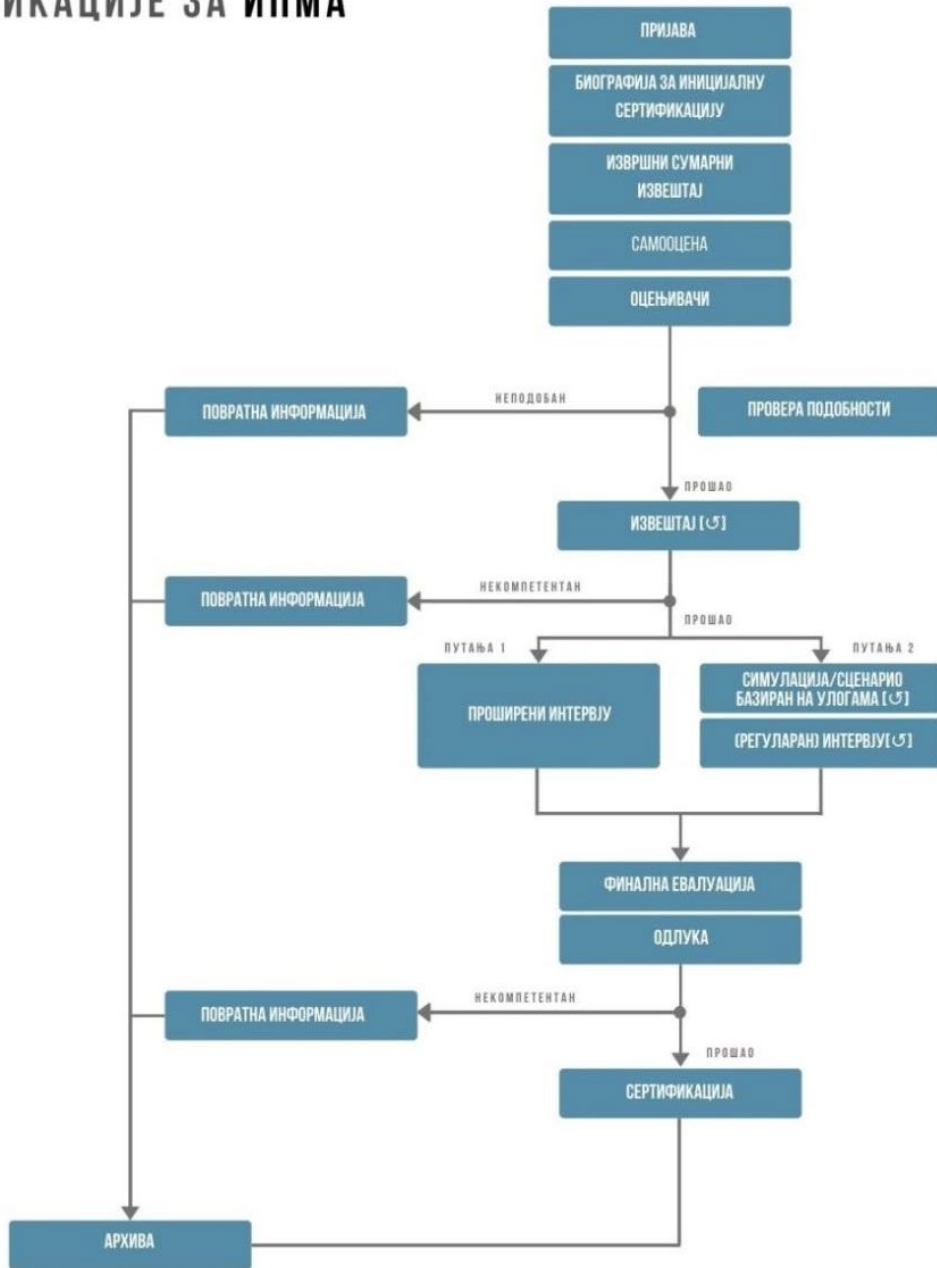 ИКАЦИЈЕ ЗА ИПМА
ПРИЈАВА
БИОГРАФИЈА ЗА ИНИЦИЈАЛНУ
СЕРТИФИКАЦИЈУ
ИЗВРШНИ СУМАРНИ
ИЗВЕШТАЈ
САМООЦЕНА
ОЦЕЊИВАЧИ
ПОВРАТНА ИНФОРМАЦИЈА
НЕПОДОБАН
ПРОВЕРА ПОДОБНОСТИ
ПРОШАО
ИЗВЕШТАЈ [↺]
ПОВРАТНА ИНФОРМАЦИЈА
НЕКОМПЕТЕНТАН
ПРОШАО
ПУТАЊА 1
ПУТАЊА 2
ПРОШИРЕНИ ИНТЕРВЈУ
СИМУЛАЦИЈА/СЦЕНАРИО
БАЗИРАН НА УЛОГАМА [↺]
(РЕГУЛАРАН) ИНТЕРВЈУ[↺]
ФИНАЛНА ЕВАЛУАЦИЈА
ОДЛУКА
ПОВРАТНА ИНФОРМАЦИЈА
НЕКОМПЕТЕНТАН
ПРОШАО
СЕРТИФИКАЦИЈА
АРХИВА